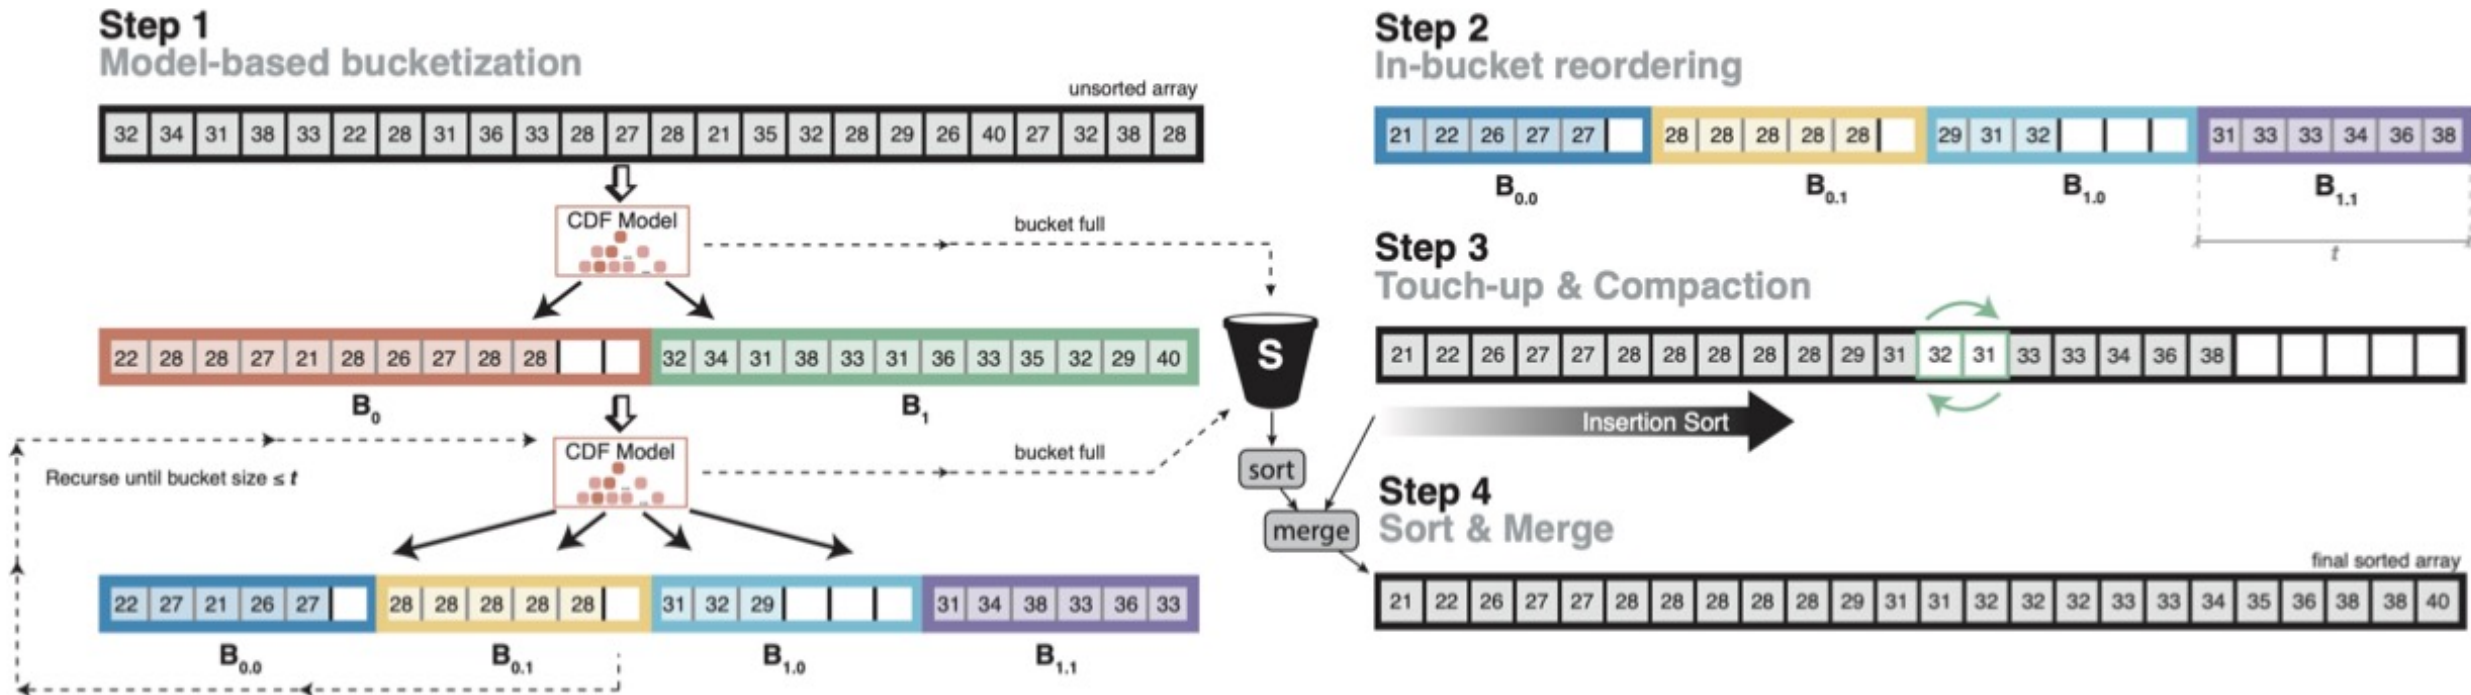 Step 1
Model-based bucketization
unsorted array
32 34 31 38 33 22 28 31 36 33 28 27 28 21 35 32 28 29 26 40 27 32 38 28
CDF Model
bucket full
22 28 28 27 21 28 26 27 28 28 32 34 31 38 33 31 36 33 35 32 29 40
B0 B1
CDF Model
bucket full
Recurse until bucket size ≤ t
22 27 21 26 27 28 28 28 28 28 31 32 29 31 34 38 33 36 33
B0.0 B0.1 B1.0 B1.1
S
sort
merge
Step 2
In-bucket reordering
21 22 26 27 27 28 28 28 28 28 29 31 32 31 33 33 34 36 38
B0.0 B0.1 B1.0 B1.1
t
Step 3
Touch-up & Compaction
21 22 26 27 27 28 28 28 28 28 29 31 32 31 33 33 34 36 38
Insertion Sort
Step 4
Sort & Merge
final sorted array
21 22 26 27 27 28 28 28 28 28 29 31 31 32 32 32 33 33 34 35 36 38 38 40